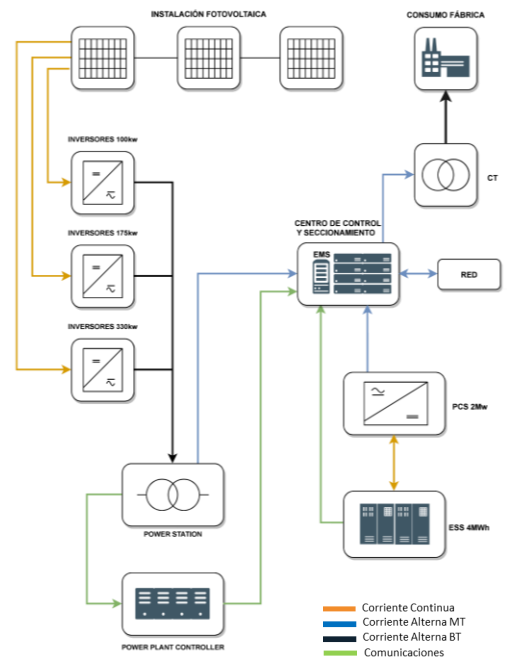 INSTALACIÓN FOTOVOLTAICA
CONSUMO FÁBRICA
INVERSORES 100kw
CT
INVERSORES 175kw
CENTRO DE CONTROL
Y SECCIONAMIENTO
EMS
RED
INVERSORES 330kw
PCS 2Mw
ESS 4MWh
POWER STATION
POWER PLANT CONTROLLER
Corriente Continua
Corriente Alterna MT
Corriente Alterna BT
Comunicaciones